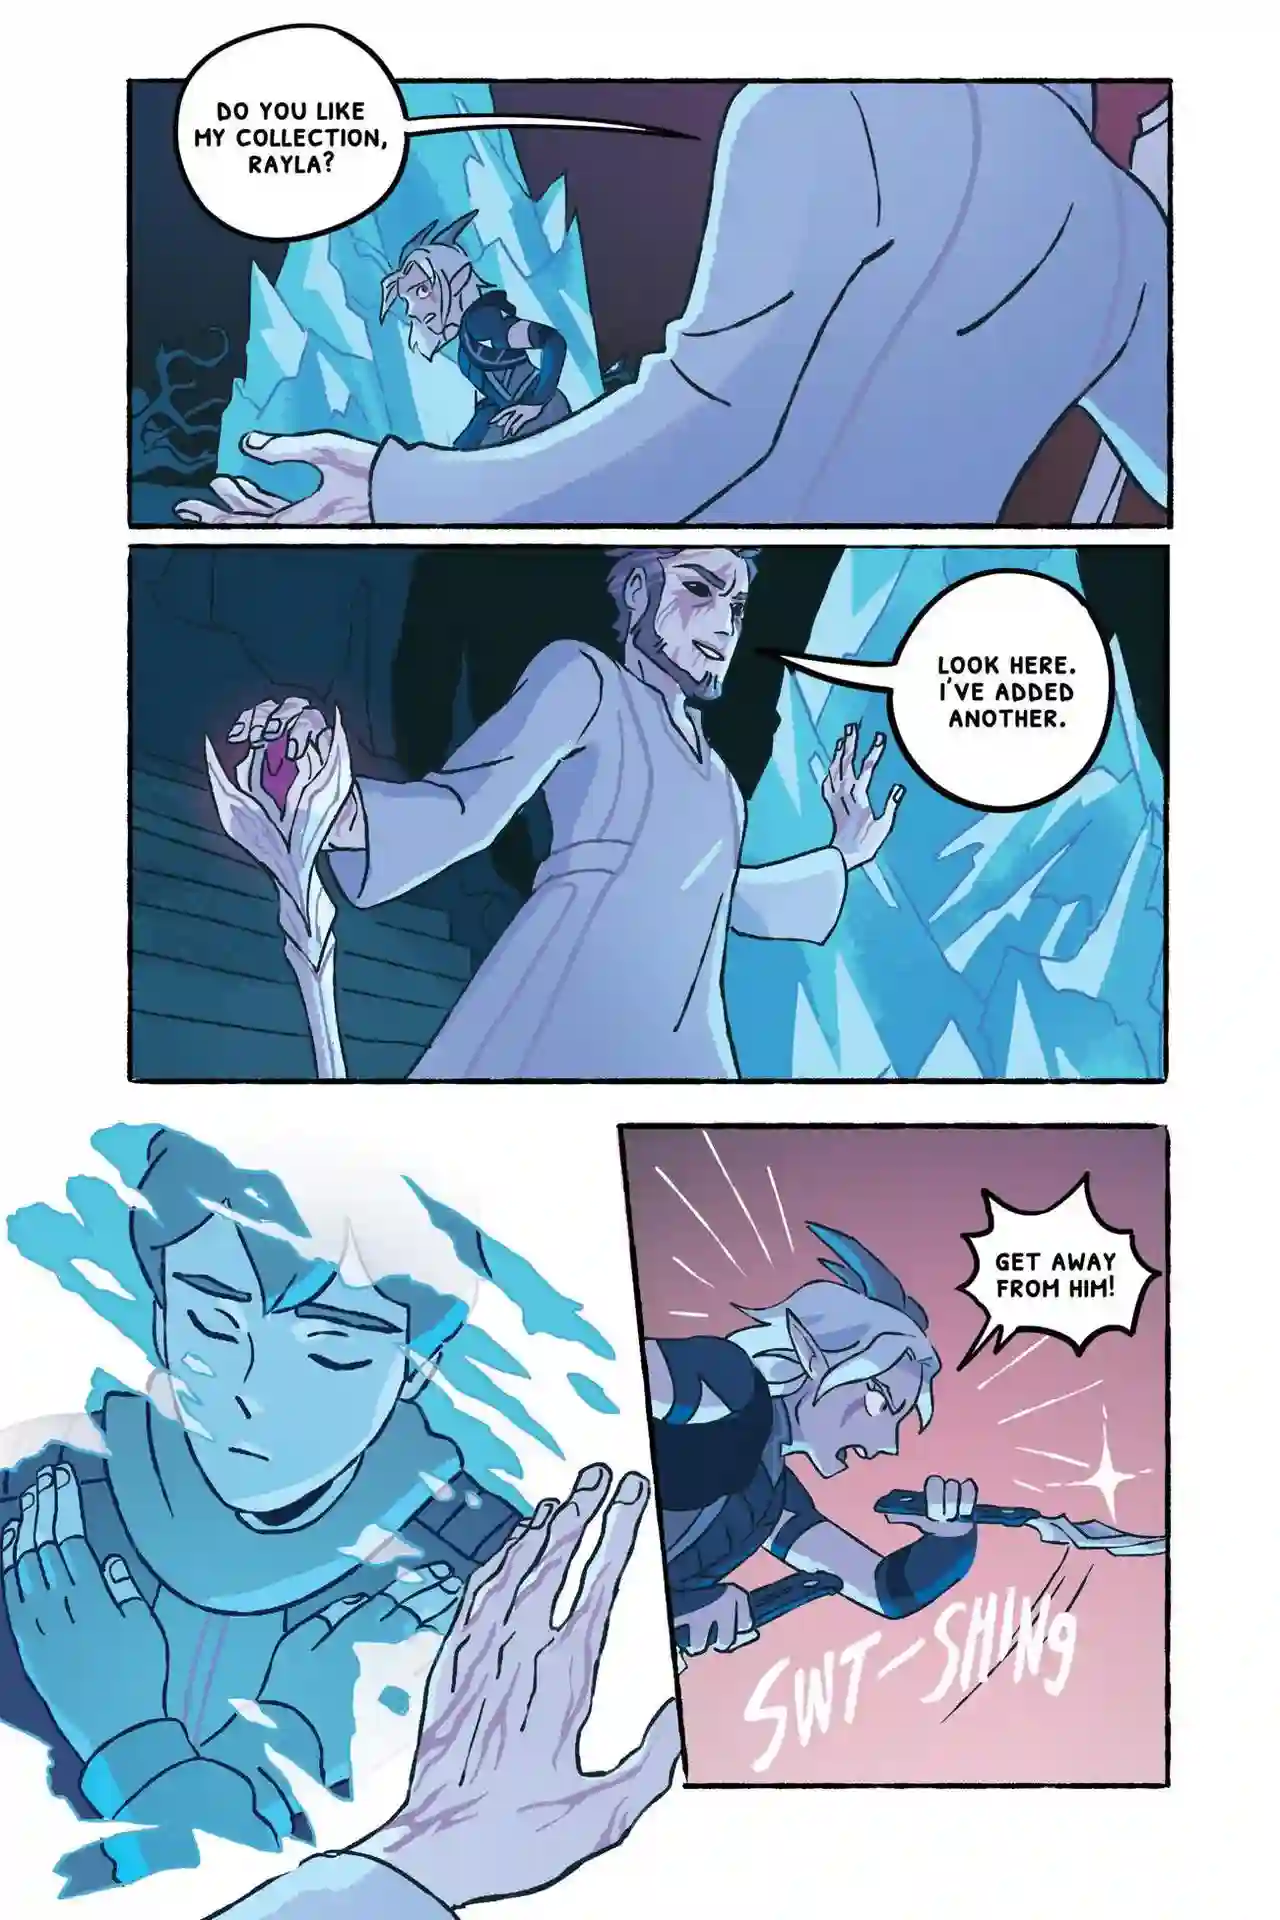 DO YOU LIKE
MY COLLECTION,
RAYLA?
LOOK HERE.
I'VE ADDED
ANOTHER.
GET AWAY
FROM HIM!
SWT-SHING